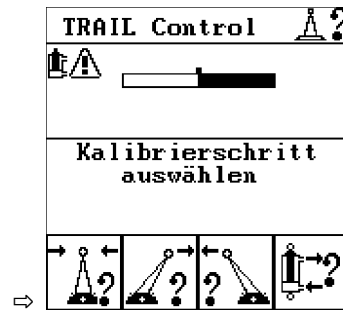 TRAIL Control ?
Kalibrierschritt
auswählen
? ? ? ?